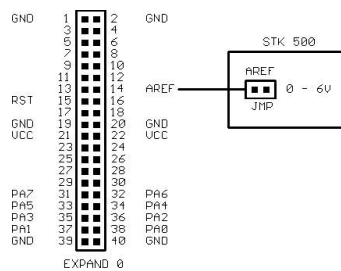 GND 1 2 GND
3 4
5 6
7 8
9 10
11 12
13 14 AREF
RST 15 16
17 18
GND 19 20 GND
VCC 21 22 VCC
23 24
25 26
27 28
29 30
PA7 31 32 PA6
PA5 33 34 PA4
PA3 35 36 PA2
PA1 37 38 PA0
GND 39 40 GND
EXPAND 0
STK 500
AREF
0 - 6V
JMP